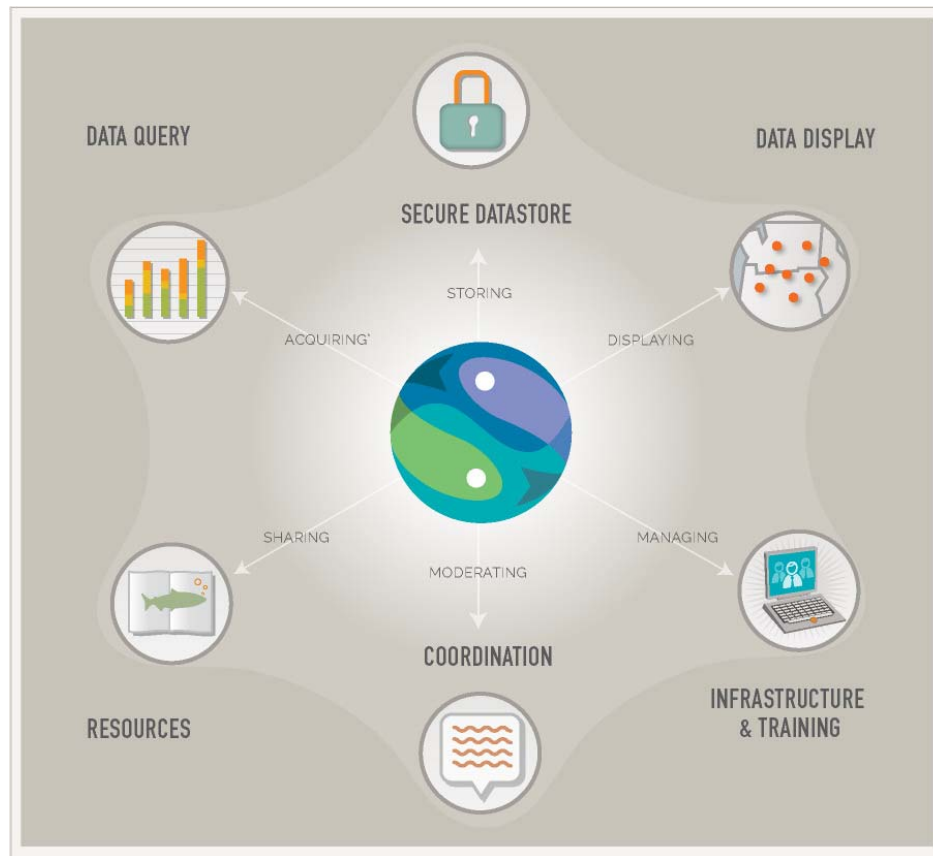 DATA QUERY
DATA DISPLAY
SECURE DATASTORE
STORING
ACQUIRING'
DISPLAYING
SHARING
MANAGING
MODERATING
COORDINATION
RESOURCES
INFRASTRUCTURE
& TRAINING